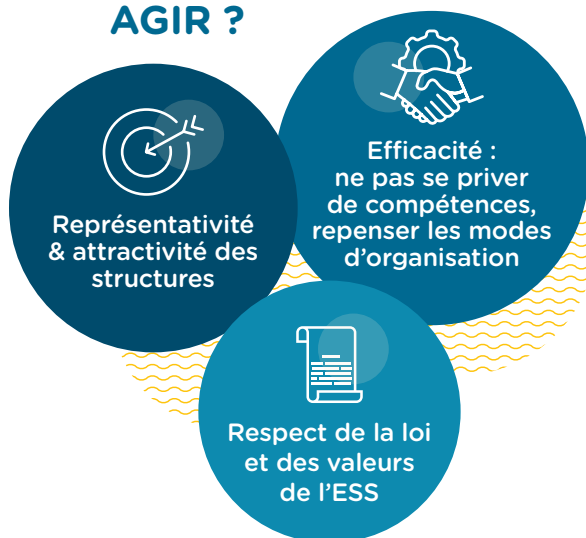 AGIR ?
Représentativité
& attractivité des
structures
Efficacité :
ne pas se priver
de compétences,
repenser les modes
d’organisation
Respect de la loi
et des valeurs
de l’ESS